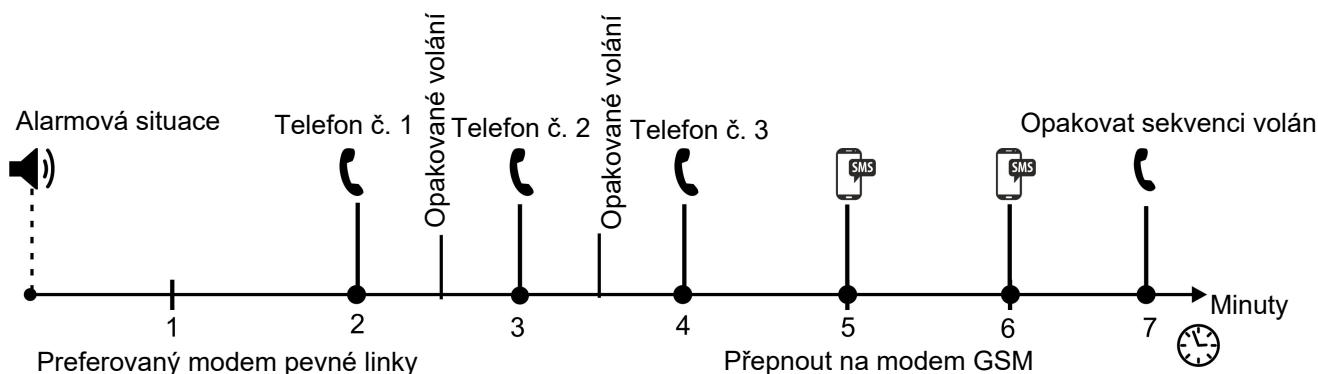 Alarmová situace
Telefon č. 1
Opakované volání
Telefon č. 2
Opakované volání
Telefon č. 3
SMS
SMS
Opakovat sekvenci volán
1
2
3
4
5
6
7
Minuty
Preferovaný modem pevné linky
Přepnout na modem GSM